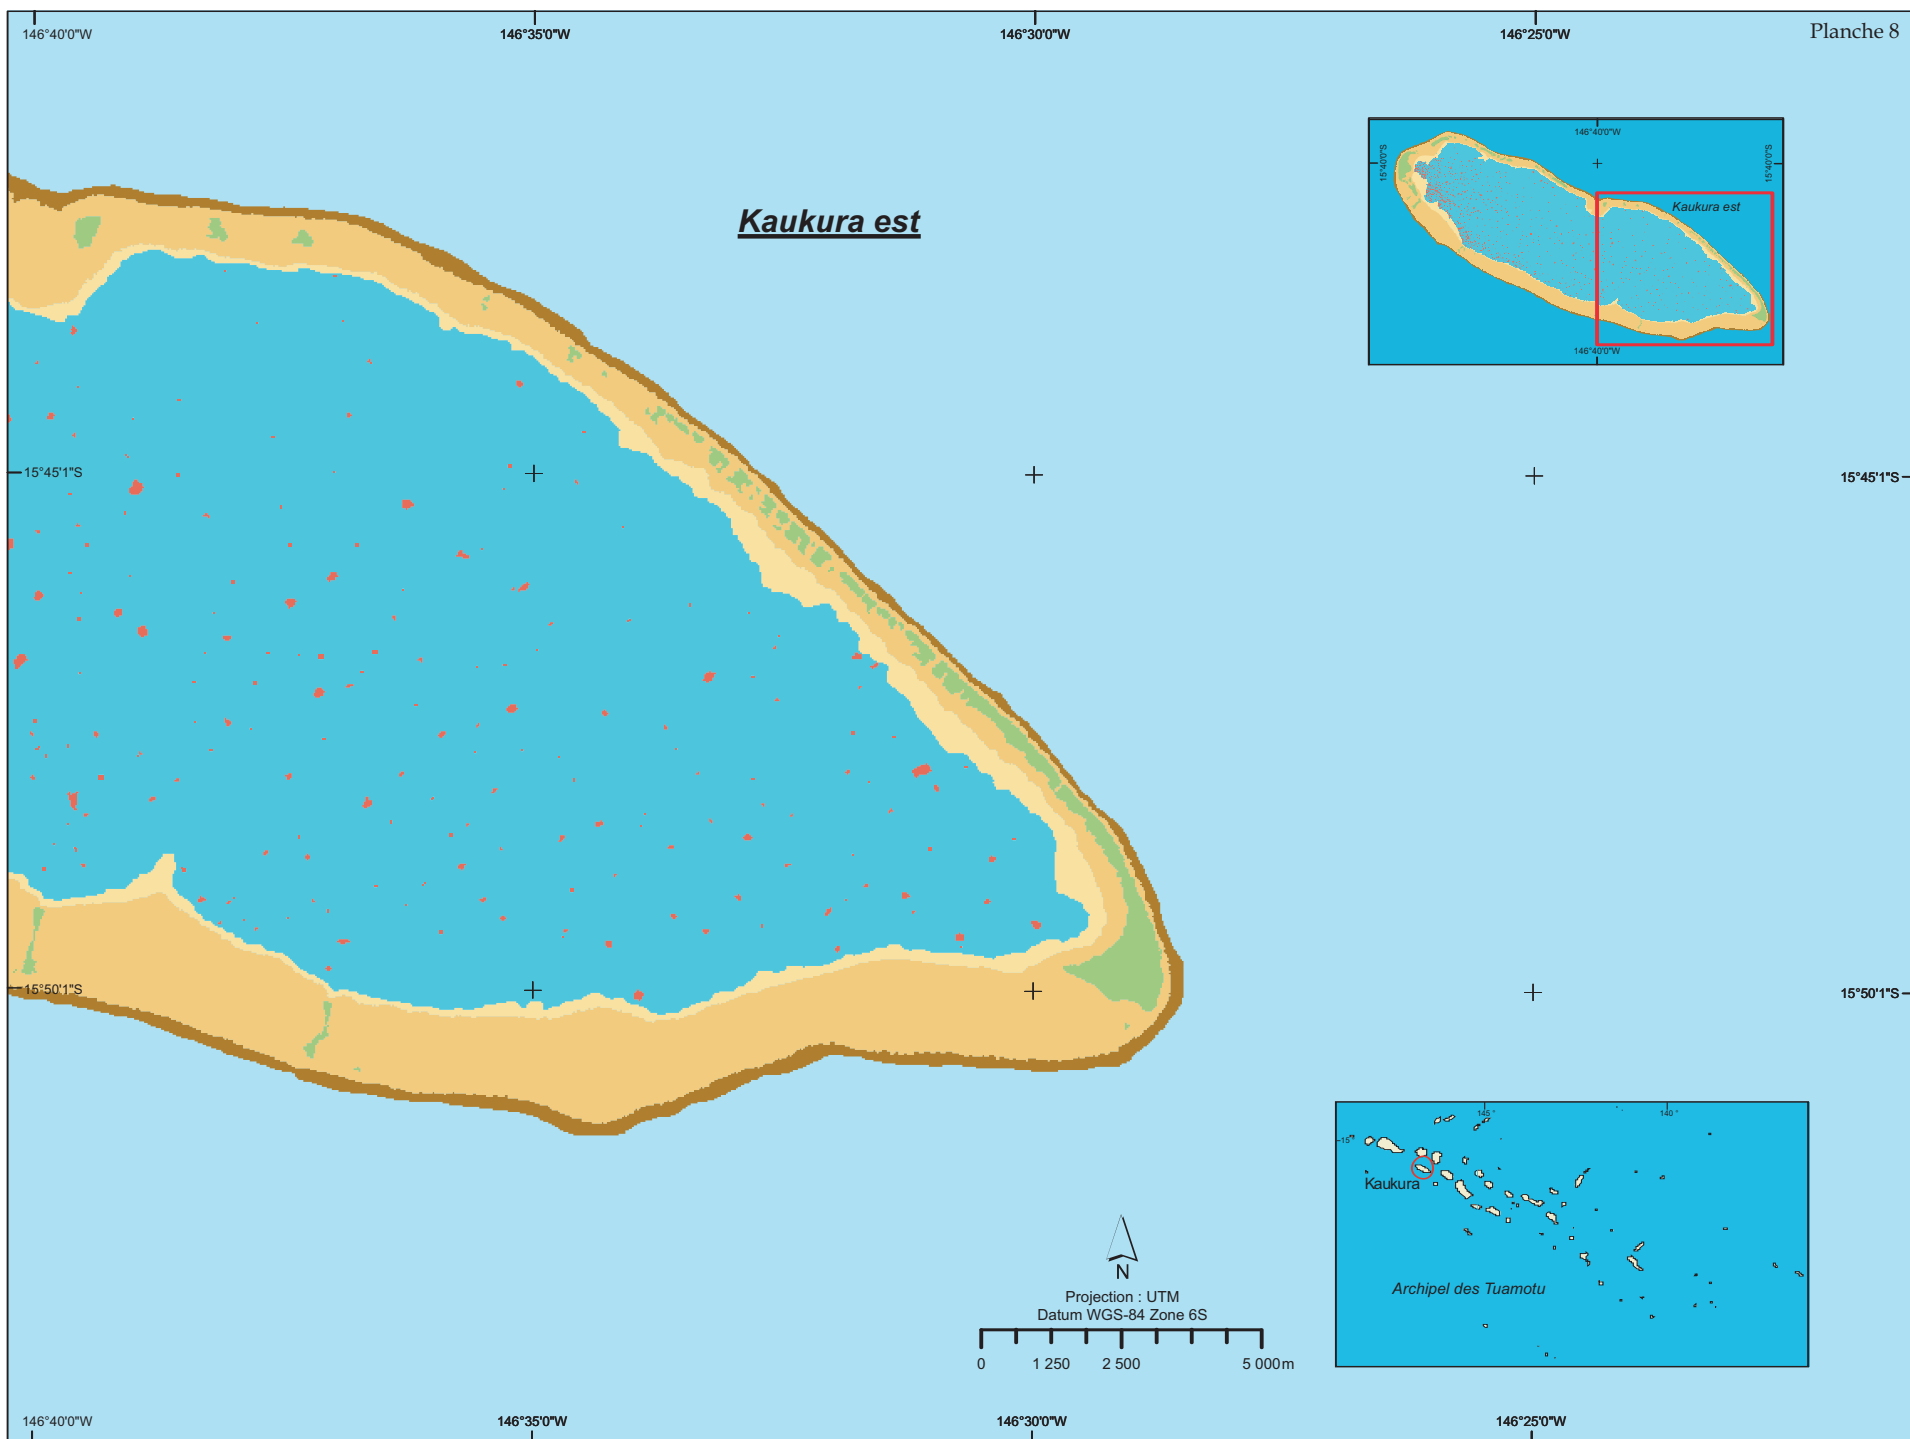 146°40'0"W
146°35'0"W
146°30'0"W
146°25'0"W
Planche 8
Kaukura est
146°40'0"W
15°40'0"S
15°40'0"S
Kaukura est
146°40'0"W
15°45'1"S
15°45'1"S
15°50'1"S
15°50'1"S
145°
140°
15°
Kaukura
Archipel des Tuamotu
N
Projection : UTM
Datum WGS-84 Zone 6S
0 1 250 2 500 5 000m
146°40'0"W
146°35'0"W
146°30'0"W
146°25'0"W